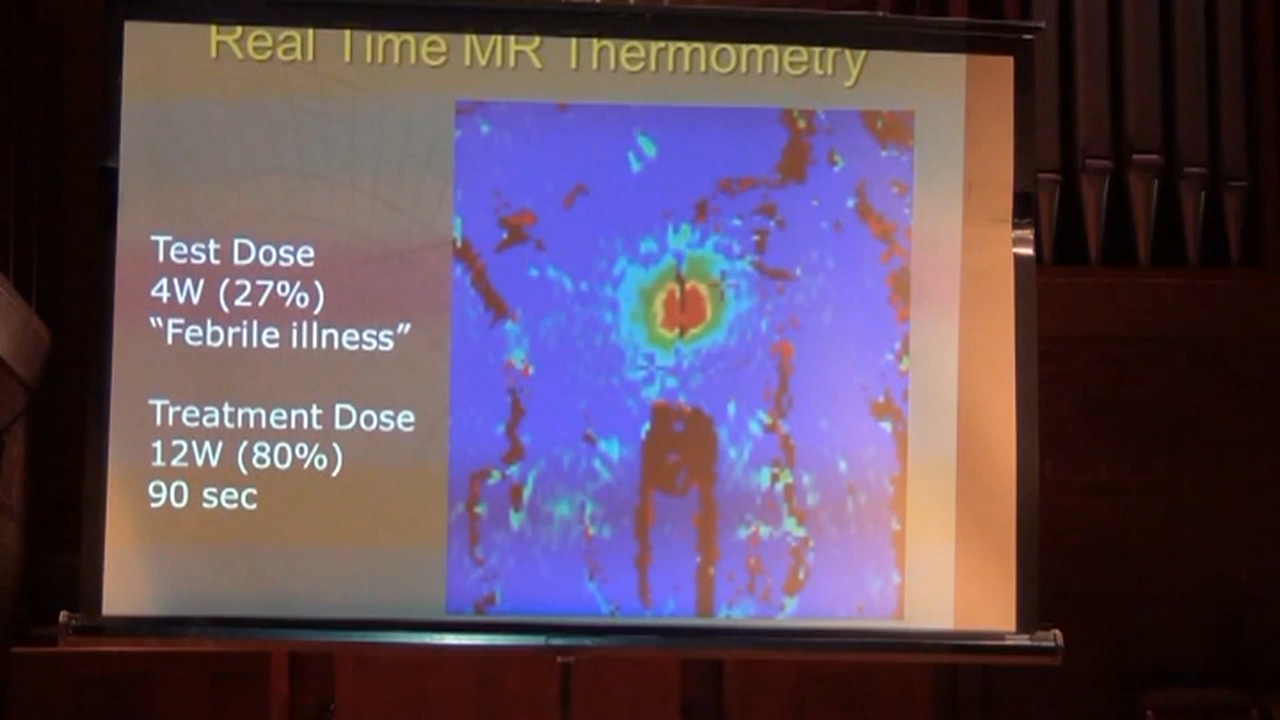 Real Time MR Thermometry
Test Dose
4W (27%)
“Febrile illness”
Treatment Dose
12W (80%)
90 sec